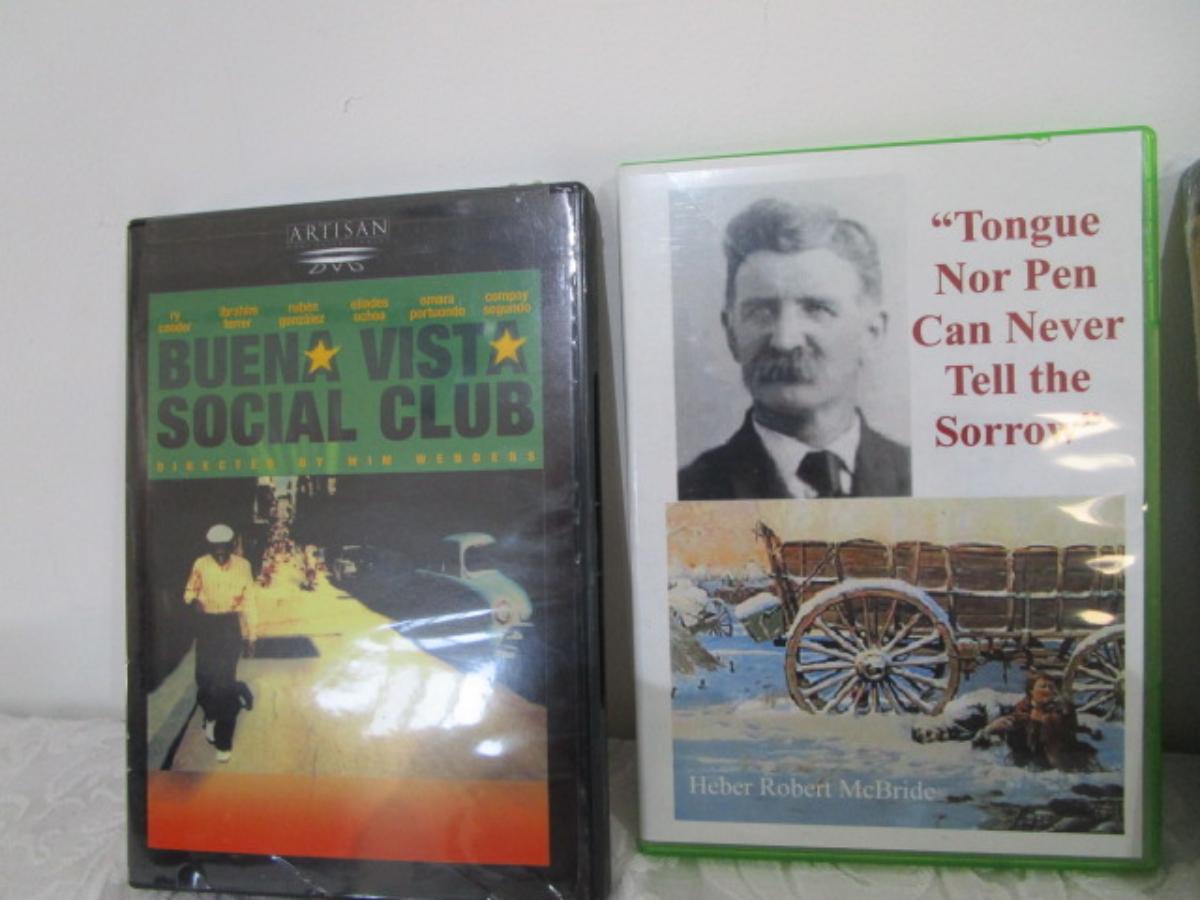 ARTISAN
DVD
ry cooder ibrahim ferrer rubén gonzález eliades ochoa omara portuondo compay segundo
BUENA VISTA
SOCIAL CLUB
DIRECTED BY WIM WENDERS
“Tongue
Nor Pen
Can Never
Tell the
Sorrow”
Heber Robert McBride